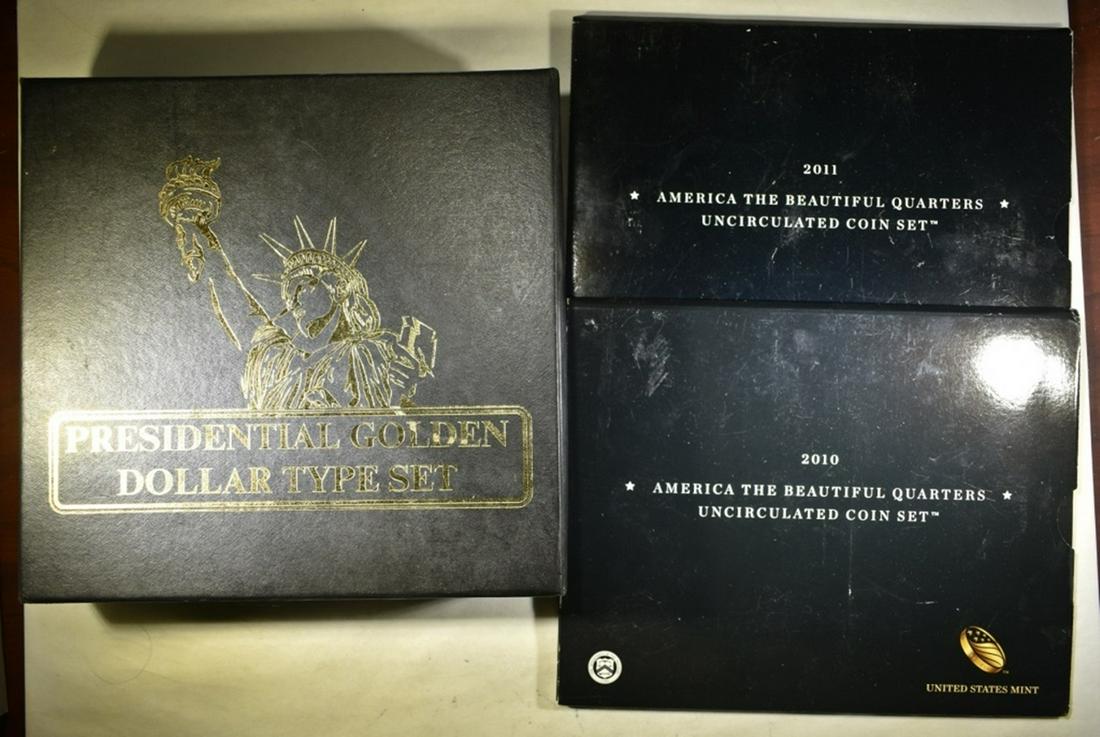 PRESIDENTIAL GOLDEN
DOLLAR TYPE SET
2011
★ AMERICA THE BEAUTIFUL QUARTERS ★
UNCIRCULATED COIN SET™
2010
★ AMERICA THE BEAUTIFUL QUARTERS ★
UNCIRCULATED COIN SET™
UNITED STATES MINT